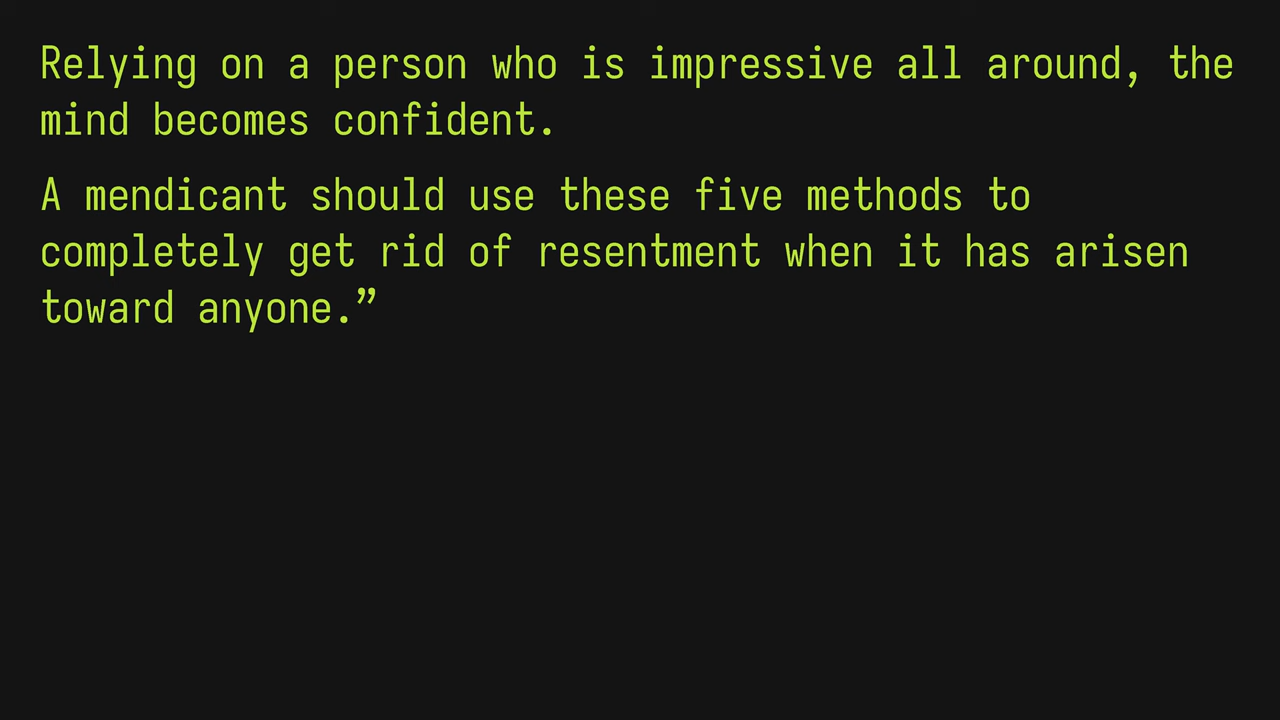 Relying on a person who is impressive all around, the
mind becomes confident.
A mendicant should use these five methods to
completely get rid of resentment when it has arisen
toward anyone.”